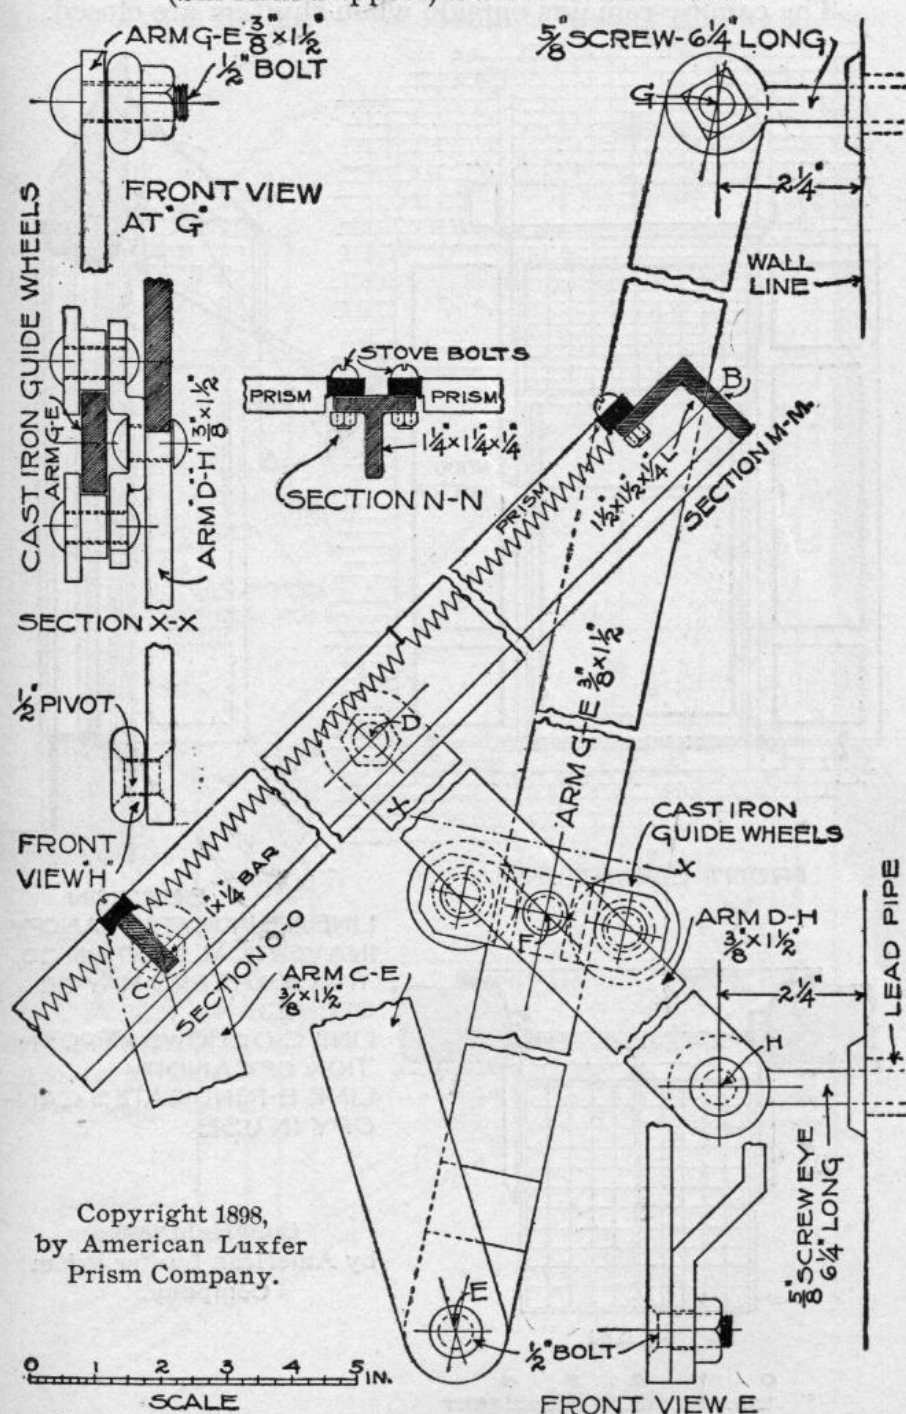 ARM G-E 3/8" x 1 1/2"
1/2" BOLT
FRONT VIEW
AT "G"
5/8" SCREW-6 1/4" LONG
G
2 1/4"
WALL
LINE
CAST IRON GUIDE WHEELS
ARM G-E
ARM "D-H" 3/8" x 1 1/2"
SECTION X-X
STOVE BOLTS
PRISM
PRISM
1 1/4 x 1 1/4 x 1/4
SECTION N-N
B
SECTION M-M.
PRISM
1 1/2 x 1 1/2 x 1/4 L
1/2" PIVOT
FRONT
VIEW "H"
D
ARM G-E 3/8" x 1 1/2"
X
CAST IRON
GUIDE WHEELS
X
F
ARM D-H
3/8" x 1 1/2"
1" x 1/4" BAR
C
SECTION O-O
ARM C-E
3/8" x 1 1/2"
2 1/4"
LEAD PIPE
H
5/8" SCREW EYE
6 1/4" LONG
Copyright 1898,
by American Luxfer
Prism Company.
E
1/2" BOLT
0 1 2 3 4 5 IN.
SCALE
FRONT VIEW E